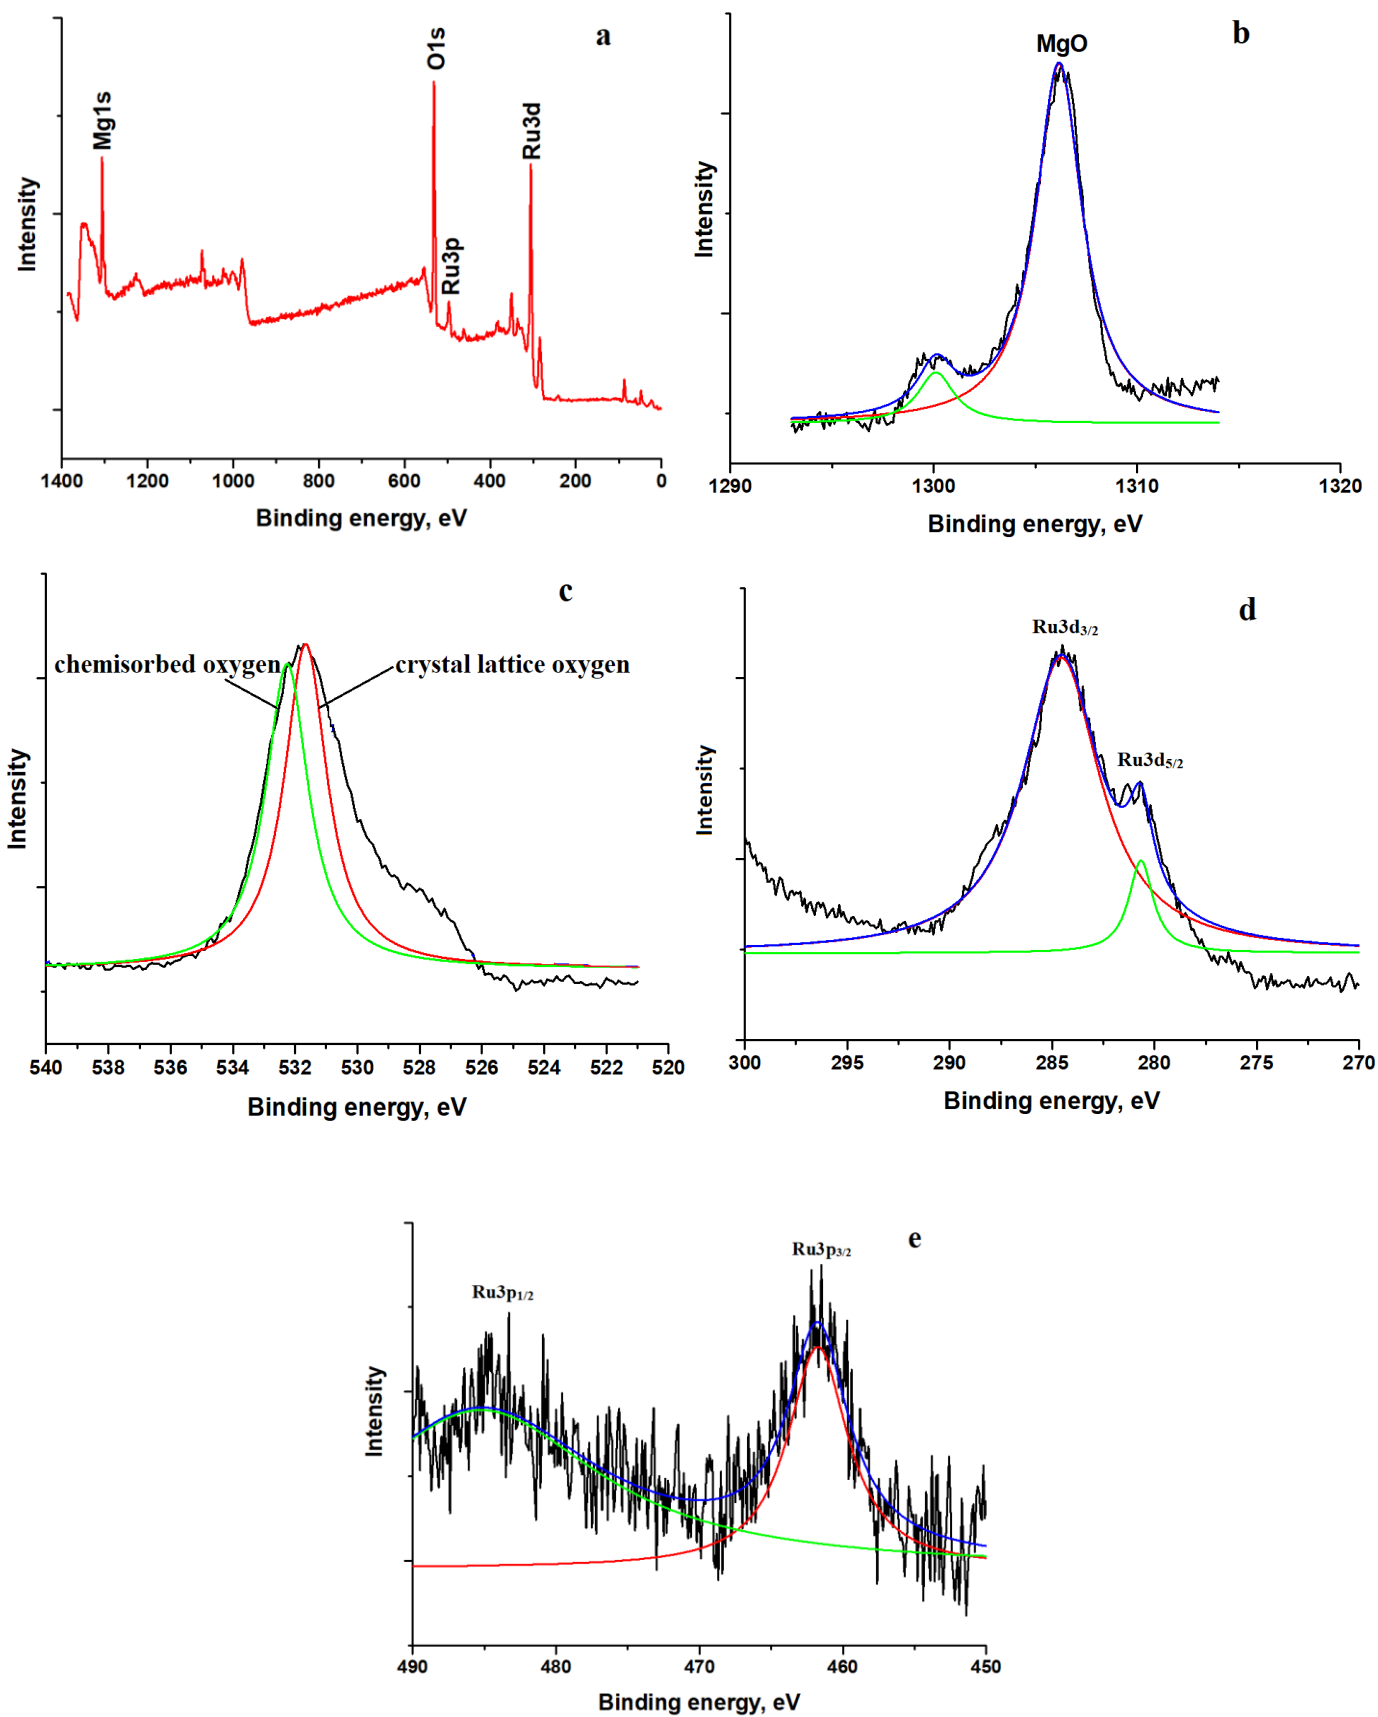 a
Mg1s
O1s
Ru3p
Ru3d
Intensity
1400 1200 1000 800 600 400 200 0
Binding energy, eV
b
MgO
Intensity
1290 1300 1310 1320
Binding energy, eV
c
chemisorbed oxygen
crystal lattice oxygen
Intensity
540 538 536 534 532 530 528 526 524 522 520
Binding energy, eV
d
Ru3d3/2
Ru3d5/2
Intensity
300 295 290 285 280 275 270
Binding energy, eV
e
Ru3p3/2
Ru3p1/2
Intensity
490 480 470 460 450
Binding energy, eV